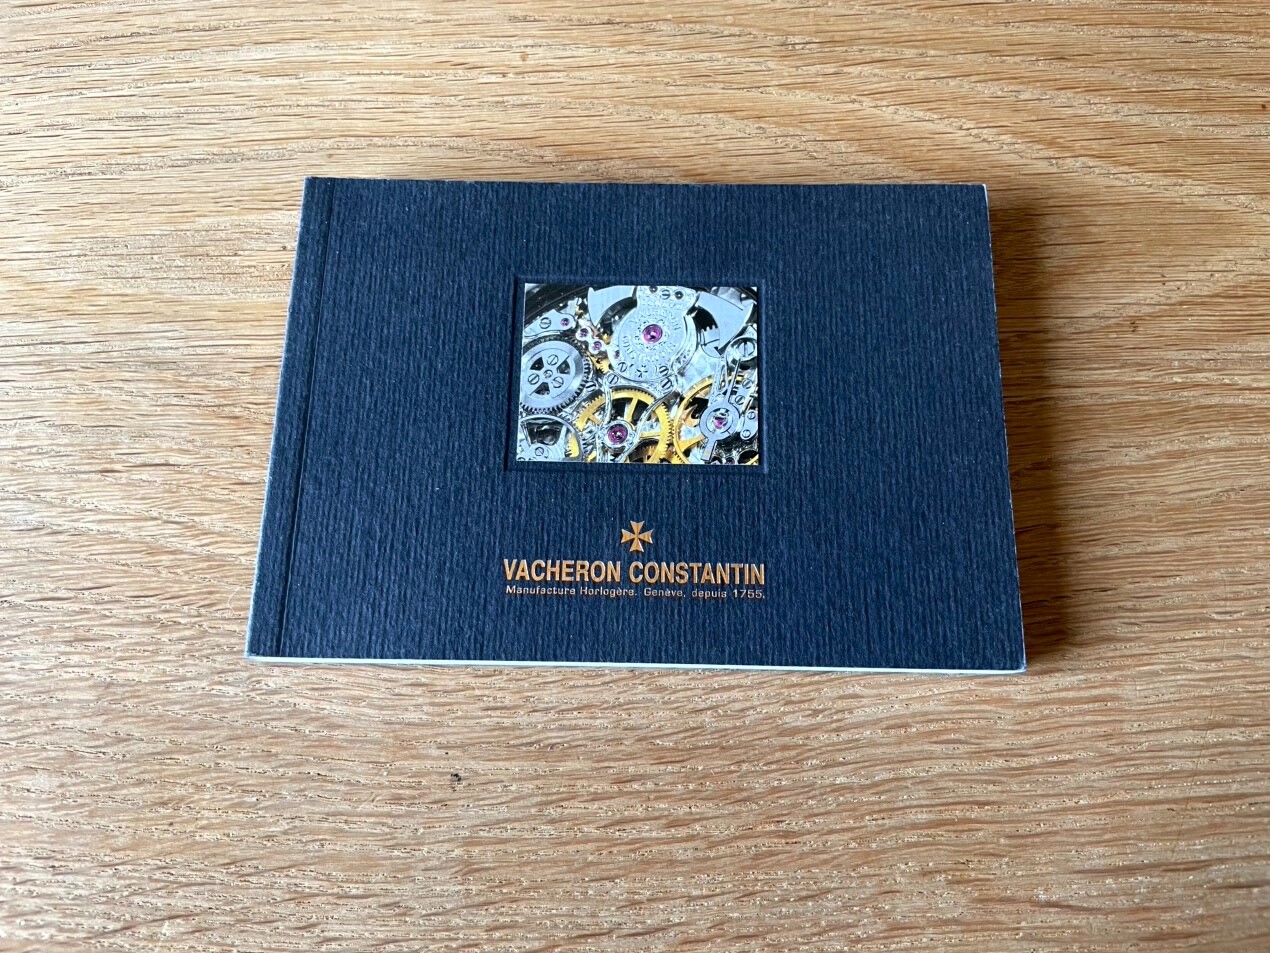 VACHERON CONSTANTIN
Manufacture Horlogère. Genève, depuis 1755.